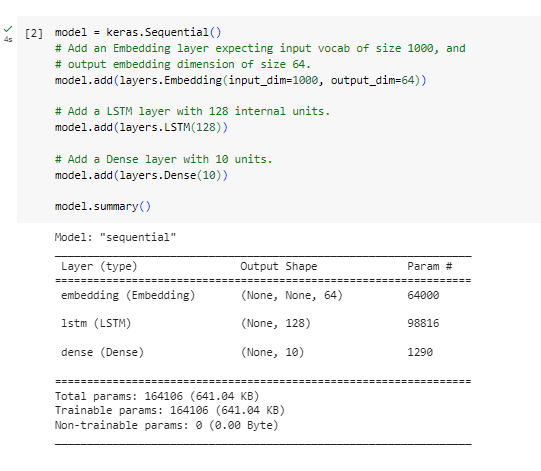 [2] model = keras.Sequential()
4s
# Add an Embedding layer expecting input vocab of size 1000, and
# output embedding dimension of size 64.
model.add(layers.Embedding(input_dim=1000, output_dim=64))
# Add a LSTM layer with 128 internal units.
model.add(layers.LSTM(128))
# Add a Dense layer with 10 units.
model.add(layers.Dense(10))
model.summary()
Model: "sequential"
Layer (type) Output Shape Param #
embedding (Embedding) (None, None, 64) 64000
lstm (LSTM) (None, 128) 98816
dense (Dense) (None, 10) 1290
Total params: 164106 (641.04 KB)
Trainable params: 164106 (641.04 KB)
Non-trainable params: 0 (0.00 Byte)